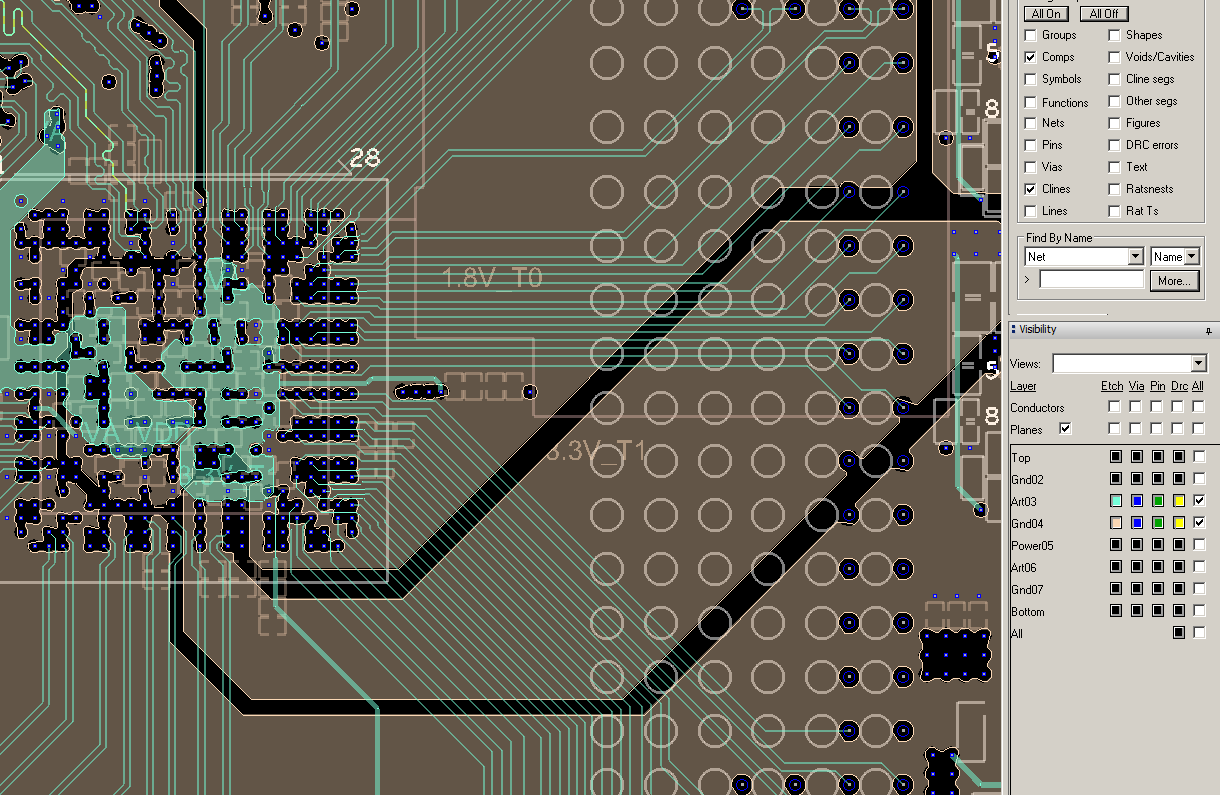 28
1.8V_T0
3.3V_T1
8
8
All On All Off
Groups Shapes
Comps Voids/Cavities
Symbols Cline segs
Functions Other segs
Nets Figures
Pins DRC errors
Vias Text
Clines Ratsnests
Lines Rat Ts
Find By Name
Net Name
> More...
Visibility
Views:
Layer Etch Via Pin Drc All
Conductors
Planes
Top
Gnd02
Art03
Gnd04
Power05
Art06
Gnd07
Bottom
All